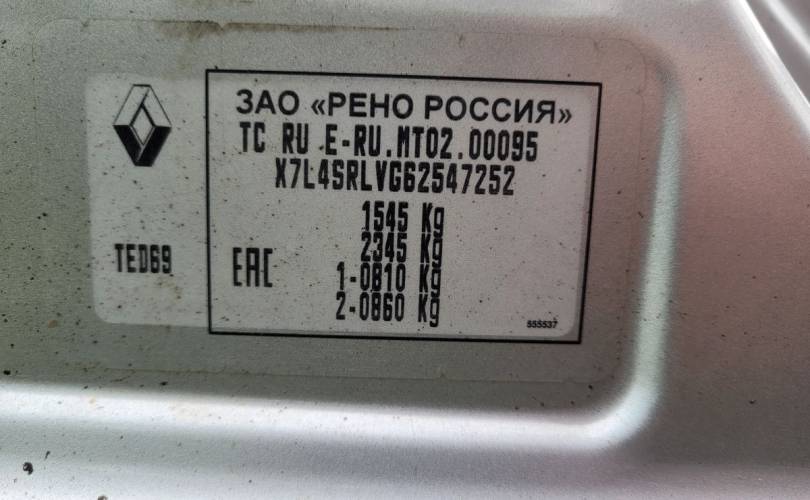 ЗАО «РЕНО РОССИЯ»
TC RU E-RU.MT02.00095
X7L4SRLVG62547252
1545 Kg
2345 Kg
1-0810 Kg
2-0860 Kg
TED69
EAC
555537